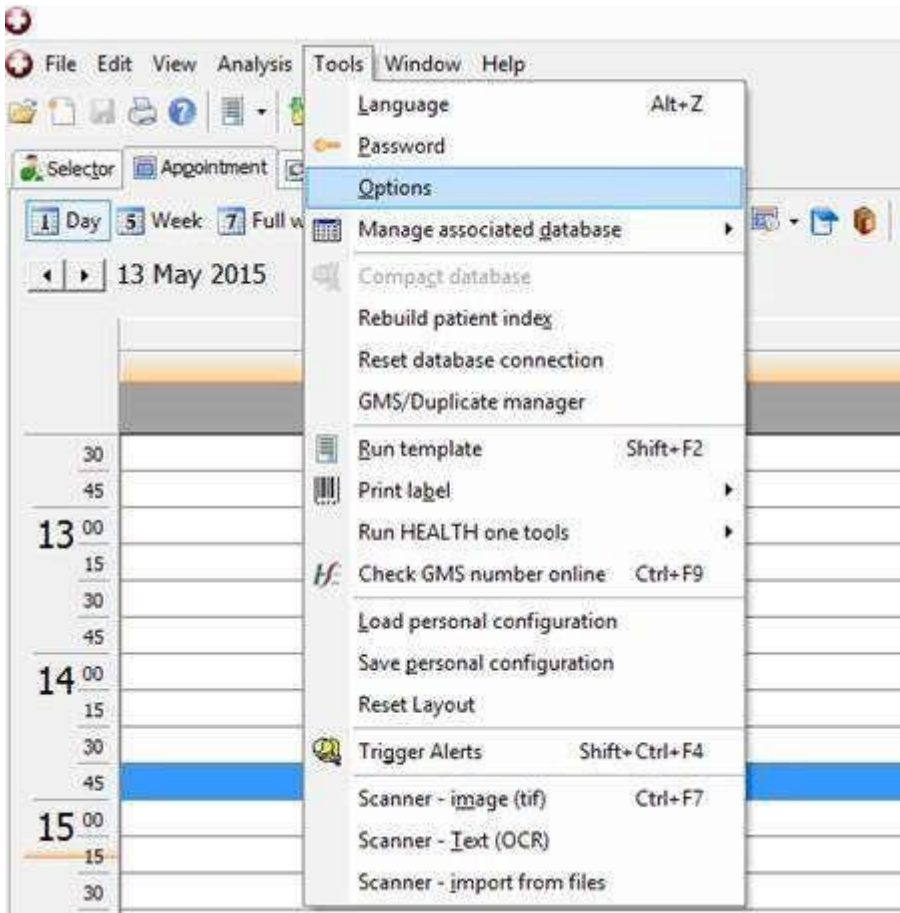 File Edit View Analysis Tools Window Help
Selector Appointment
1 Day 5 Week 7 Full w
13 May 2015
30
45
13 00
15
30
45
14 00
15
30
45
15 00
15
30
Language Alt+Z
Password
Options
Manage associated database
Compact database
Rebuild patient index
Reset database connection
GMS/Duplicate manager
Run template Shift+F2
Print label
Run HEALTH one tools
Check GMS number online Ctrl+F9
Load personal configuration
Save personal configuration
Reset Layout
Trigger Alerts Shift+Ctrl+F4
Scanner - image (tif) Ctrl+F7
Scanner - Text (OCR)
Scanner - import from files